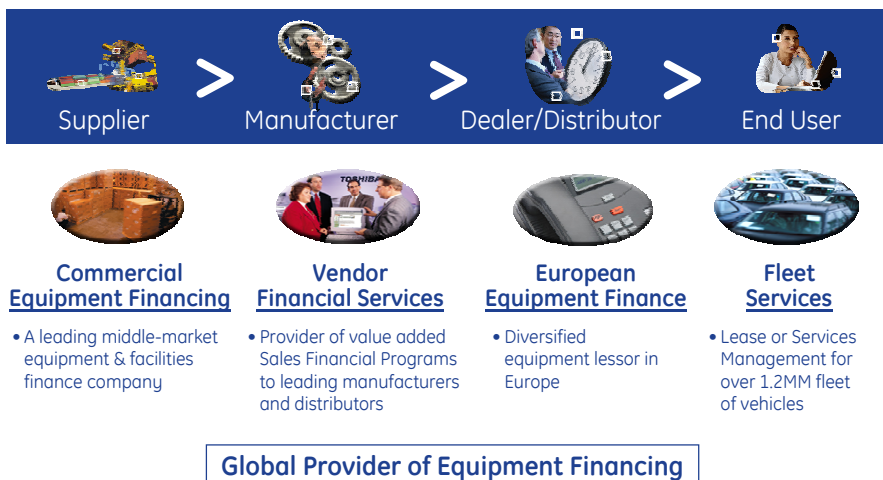 Supplier > Manufacturer > Dealer/Distributor > End User
TOSHIBA
Commercial
Equipment Financing
• A leading middle-market
equipment & facilities
finance company
Vendor
Financial Services
• Provider of value added
Sales Financial Programs
to leading manufacturers
and distributors
European
Equipment Finance
• Diversified
equipment lessor in
Europe
Fleet
Services
• Lease or Services
Management for
over 1.2MM fleet
of vehicles
Global Provider of Equipment Financing